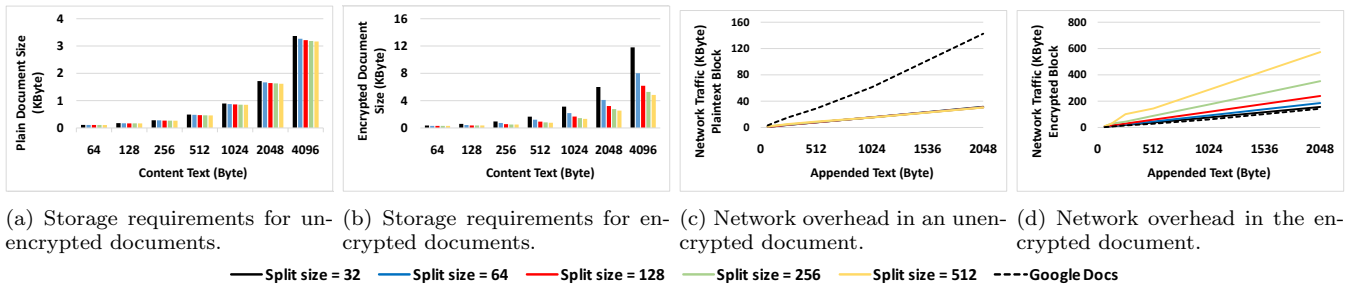 Plain Document Size
(KByte)
4
3
2
1
0
64 128 256 512 1024 2048 4096
Content Text (Byte)
Encrypted Document
Size (KByte)
16
12
8
4
0
64 128 256 512 1024 2048 4096
Content Text (Byte)
Network Traffic (KByte)
Plaintext Block
160
120
80
40
0
0 512 1024 1536 2048
Appended Text (Byte)
Network Traffic (KByte)
Encrypted Block
800
600
400
200
0
0 512 1024 1536 2048
Appended Text (Byte)
(a) Storage requirements for un-
encrypted documents.
(b) Storage requirements for en-
crypted documents.
(c) Network overhead in an unen-
crypted document.
(d) Network overhead in the en-
crypted document.
Split size = 32 Split size = 64 Split size = 128 Split size = 256 Split size = 512 Google Docs